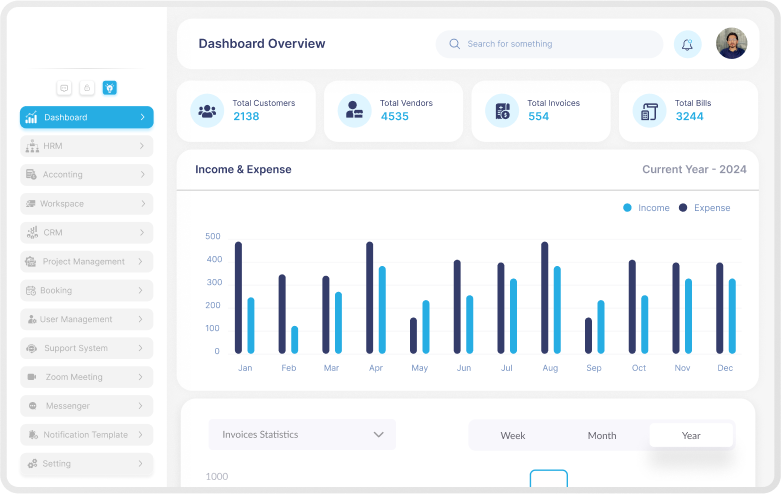 Dashboard Overview
Search for something
Dashboard
HRM
Acconting
Workspace
CRM
Project Management
Booking
User Management
Support System
Zoom Meeting
Messenger
Notification Template
Setting
Total Customers
2138
Total Vendors
4535
Total Invoices
554
Total Bills
3244
Income & Expense
Current Year - 2024
Income
Expense
500
400
300
200
100
0
Jan Feb Mar Apr May Jun Jul Aug Sep Oct Nov Dec
Invoices Statistics
Week
Month
Year
1000